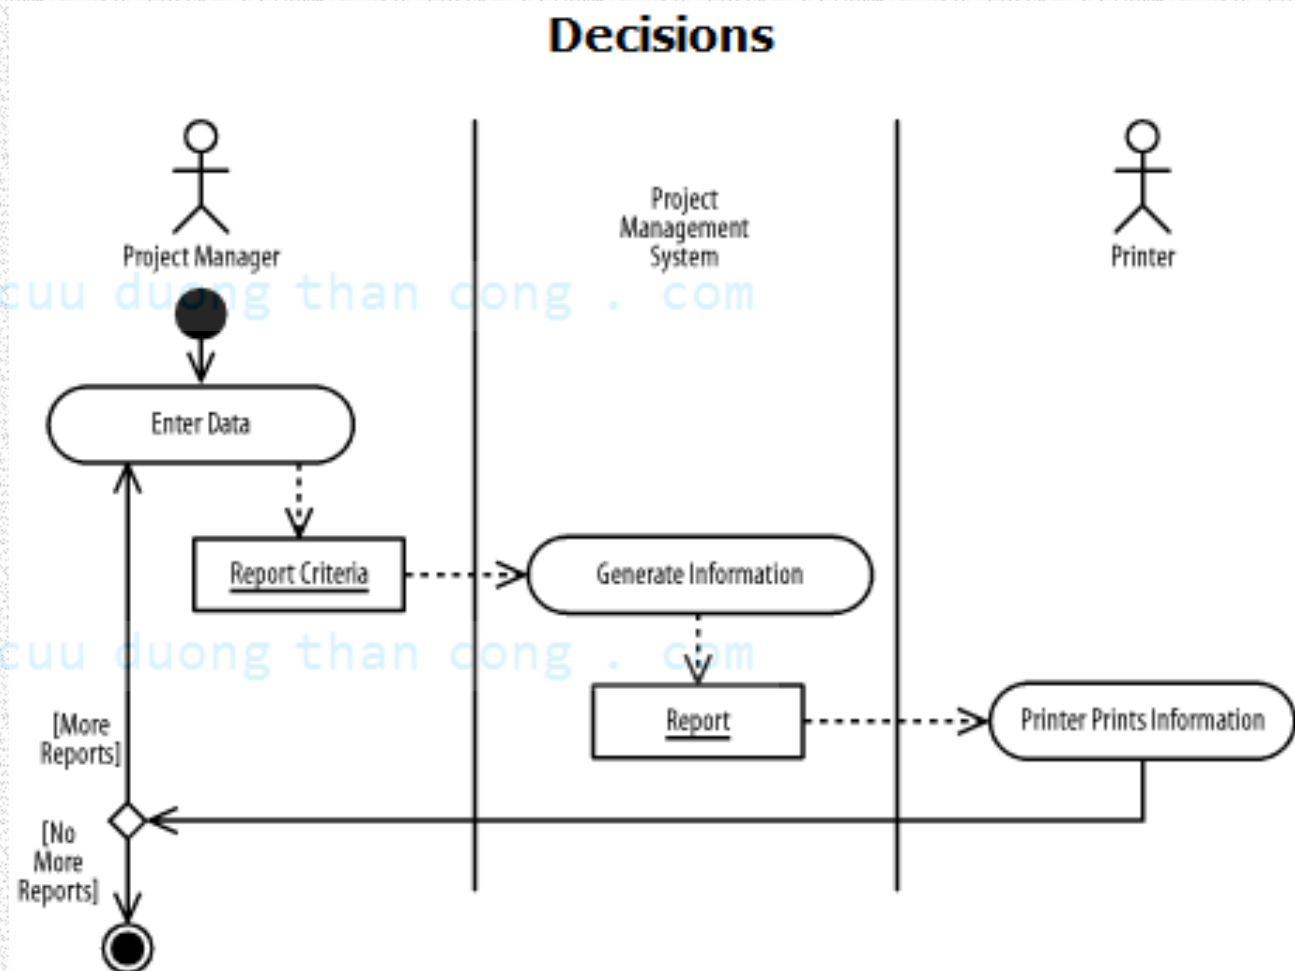 Decisions
Project Manager
Project
Management
System
Printer
cuu duong than cong . com
Enter Data
Report Criteria
Generate Information
cuu duong than cong . com
Report
Printer Prints Information
[More
Reports]
[No
More
Reports]